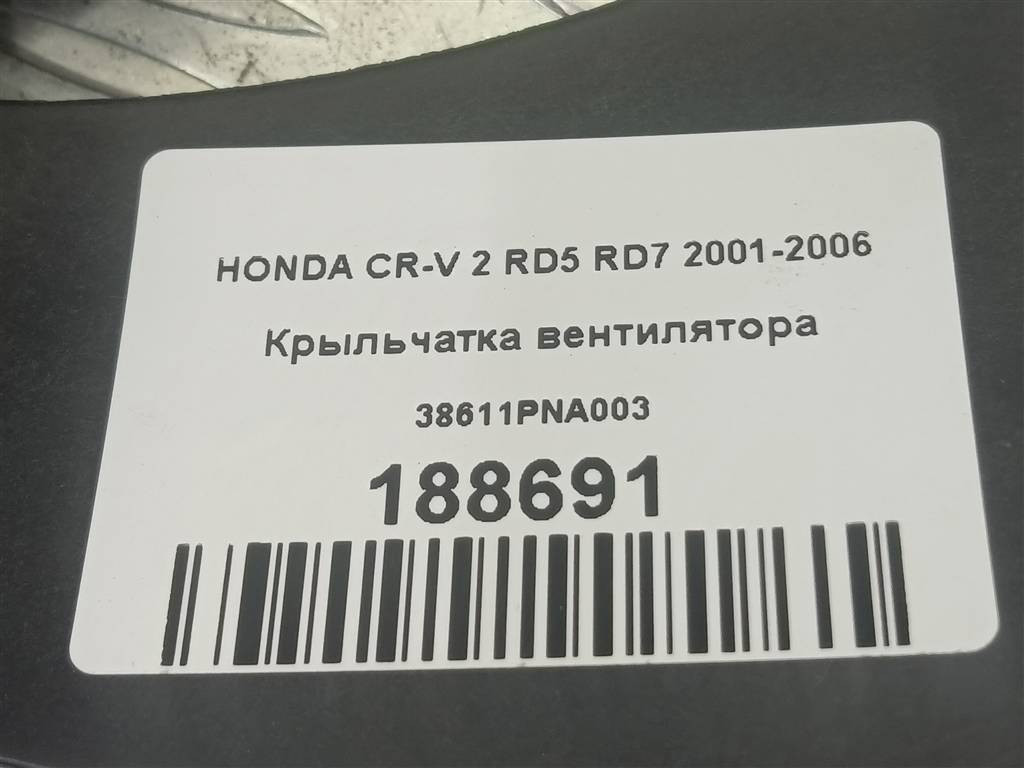 HONDA CR-V 2 RD5 RD7 2001-2006
Крыльчатка вентилятора
38611PNA003
188691